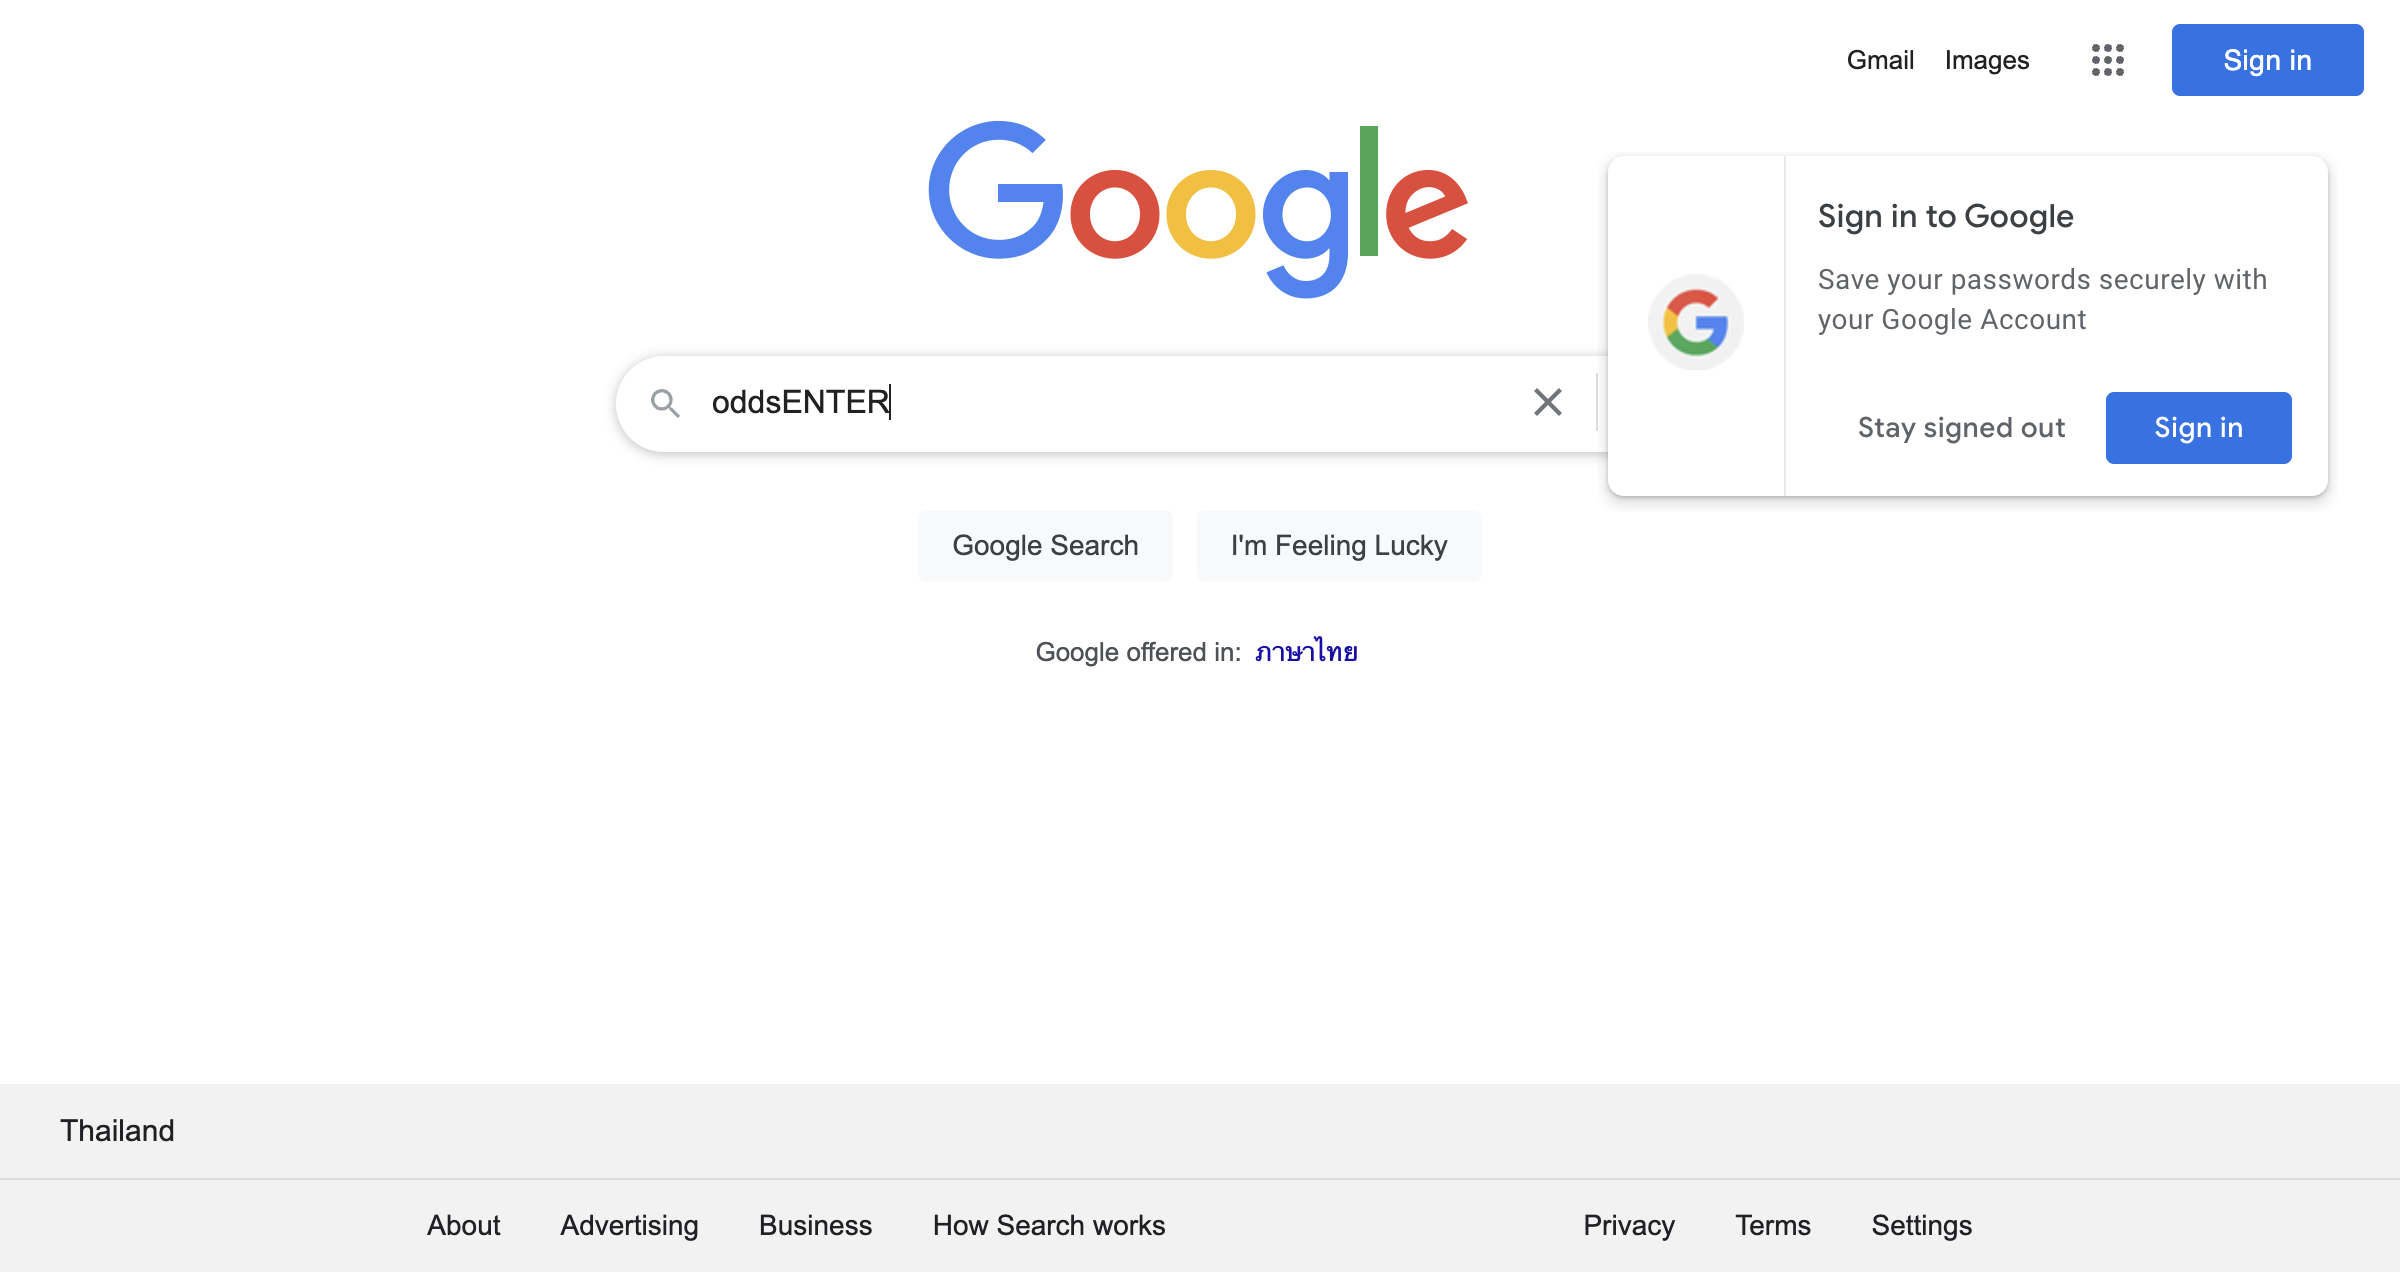 Gmail Images Sign in
Google
Sign in to Google
Save your passwords securely with
your Google Account
Stay signed out Sign in
oddsENTER
Google Search I'm Feeling Lucky
Google offered in: ภาษาไทย
Thailand
About Advertising Business How Search works Privacy Terms Settings